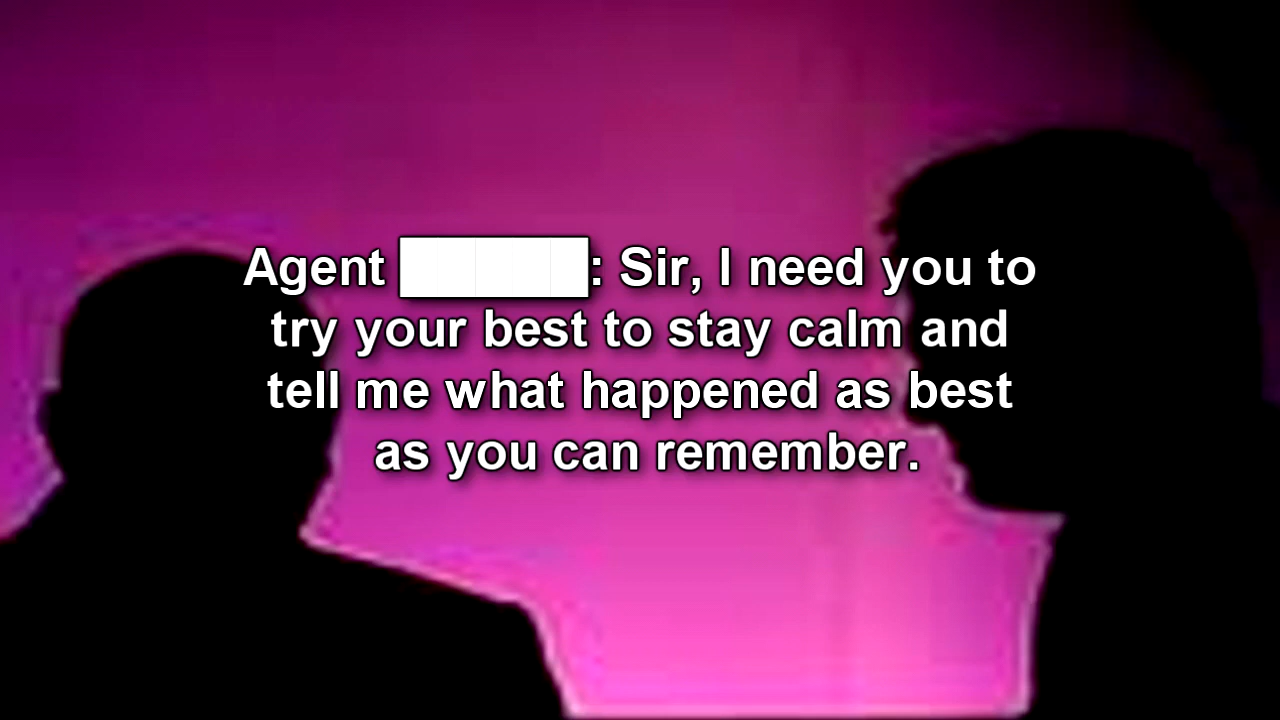 Agent █████: Sir, I need you to
try your best to stay calm and
tell me what happened as best
as you can remember.